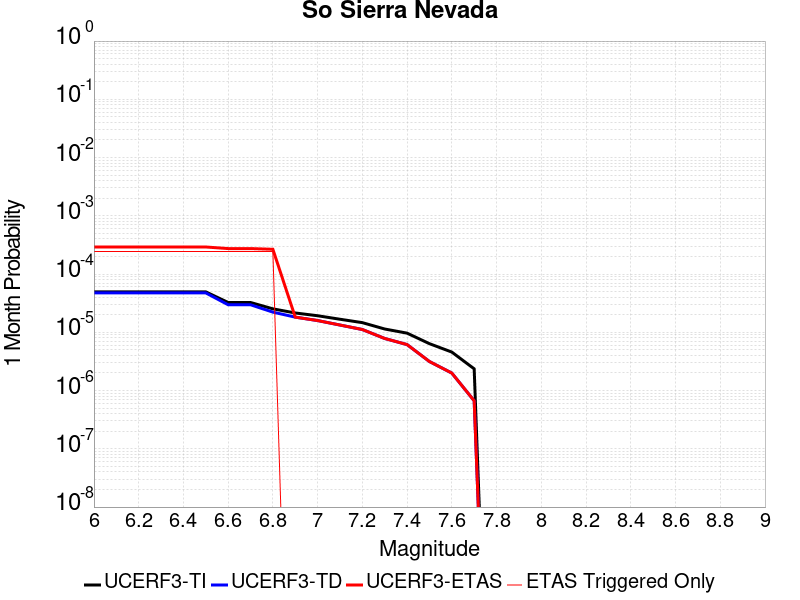 So Sierra Nevada
10^0
10^-1
10^-2
10^-3
10^-4
10^-5
10^-6
10^-7
10^-8
1 Month Probability
6 6.2 6.4 6.6 6.8 7 7.2 7.4 7.6 7.8 8 8.2 8.4 8.6 8.8 9
Magnitude
UCERF3-TI UCERF3-TD UCERF3-ETAS ETAS Triggered Only